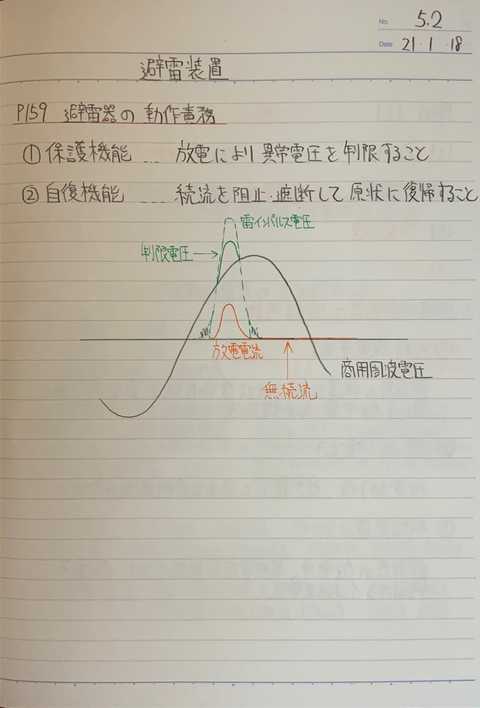 No. 5.2
Date 21・1・18
避雷装置
P159 避雷器の動作責務
① 保護機能 … 放電により異常電圧を制限すること
② 自復機能 … 続流を阻止・遮断して原状に復帰すること
雷インパルス電圧
制限電圧
放電電流
商用周波電圧
無続流